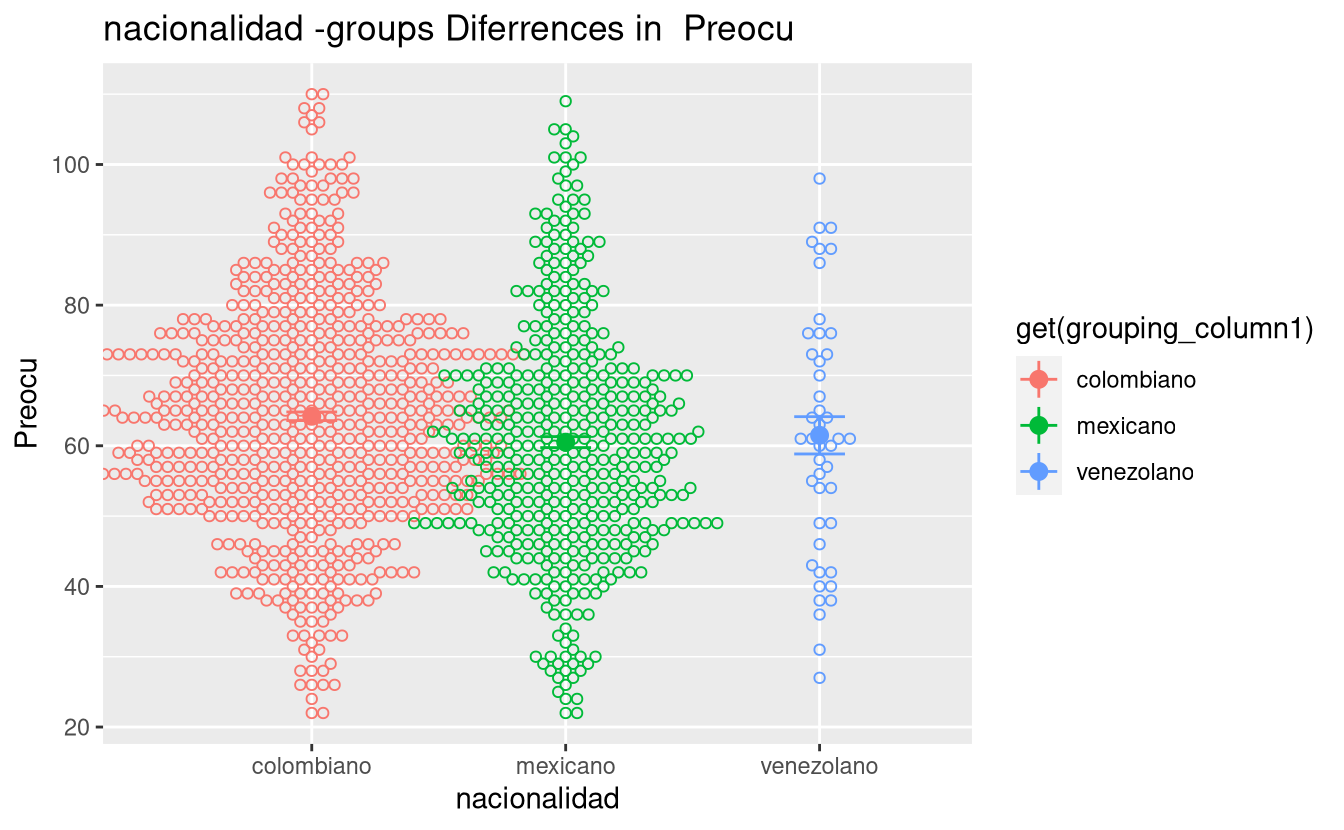 nacionalidad -groups Diferrences in  Preocu
Preocu
100
80
60
40
20
colombiano
mexicano
venezolano
nacionalidad
get(grouping_column1)
colombiano
mexicano
venezolano